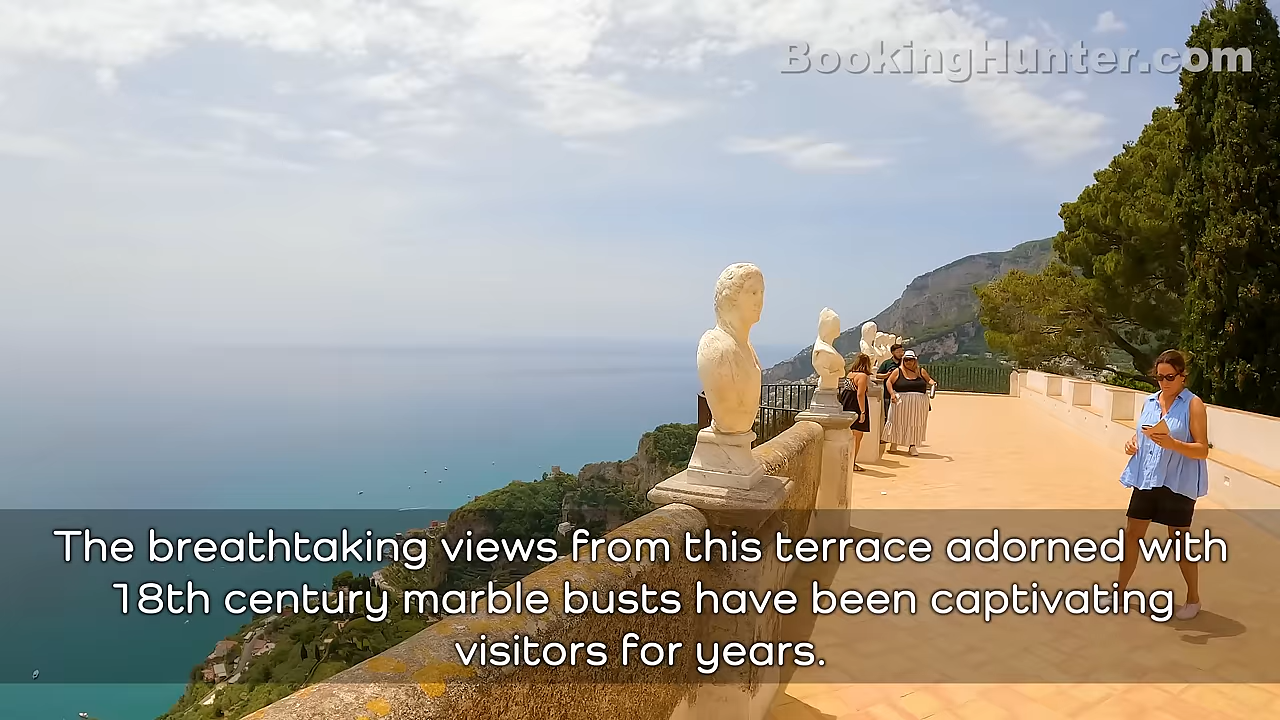 BookingHunter.com
The breathtaking views from this terrace adorned with
18th century marble busts have been captivating
visitors for years.